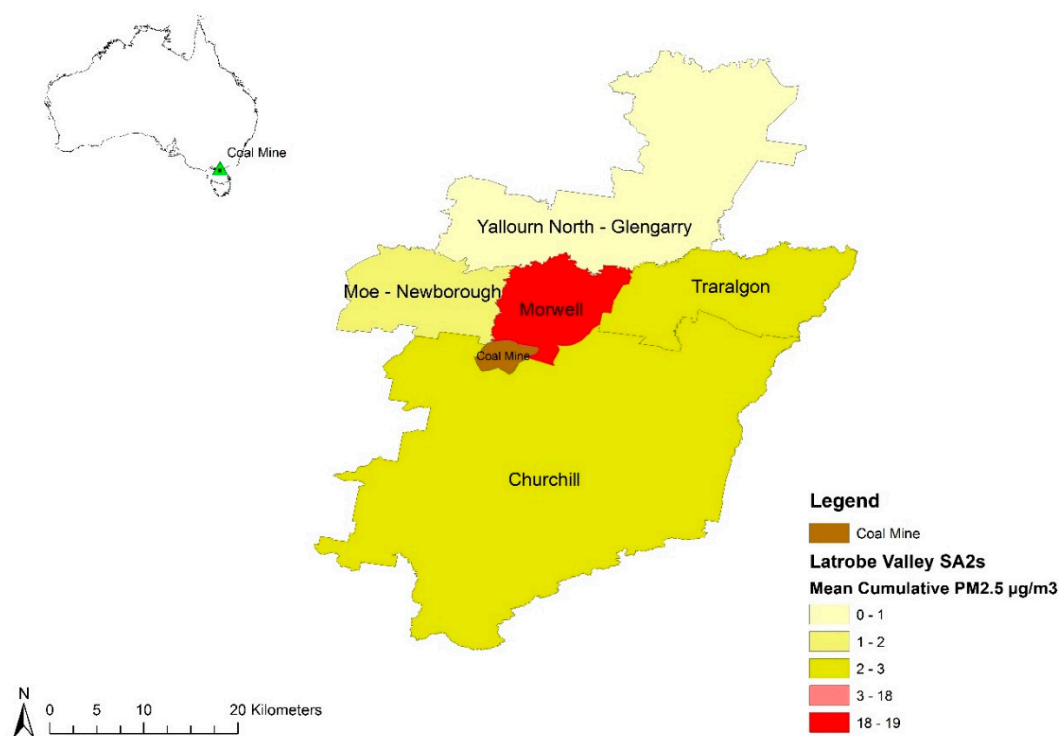 Coal Mine
Yallourn North - Glengarry
Moe - Newborough
Morwell
Traralgon
Coal Mine
Churchill
Legend
Coal Mine
Latrobe Valley SA2s
Mean Cumulative PM2.5 µg/m3
0 - 1
1 - 2
2 - 3
3 - 18
18 - 19
N
0 5 10 20 Kilometers